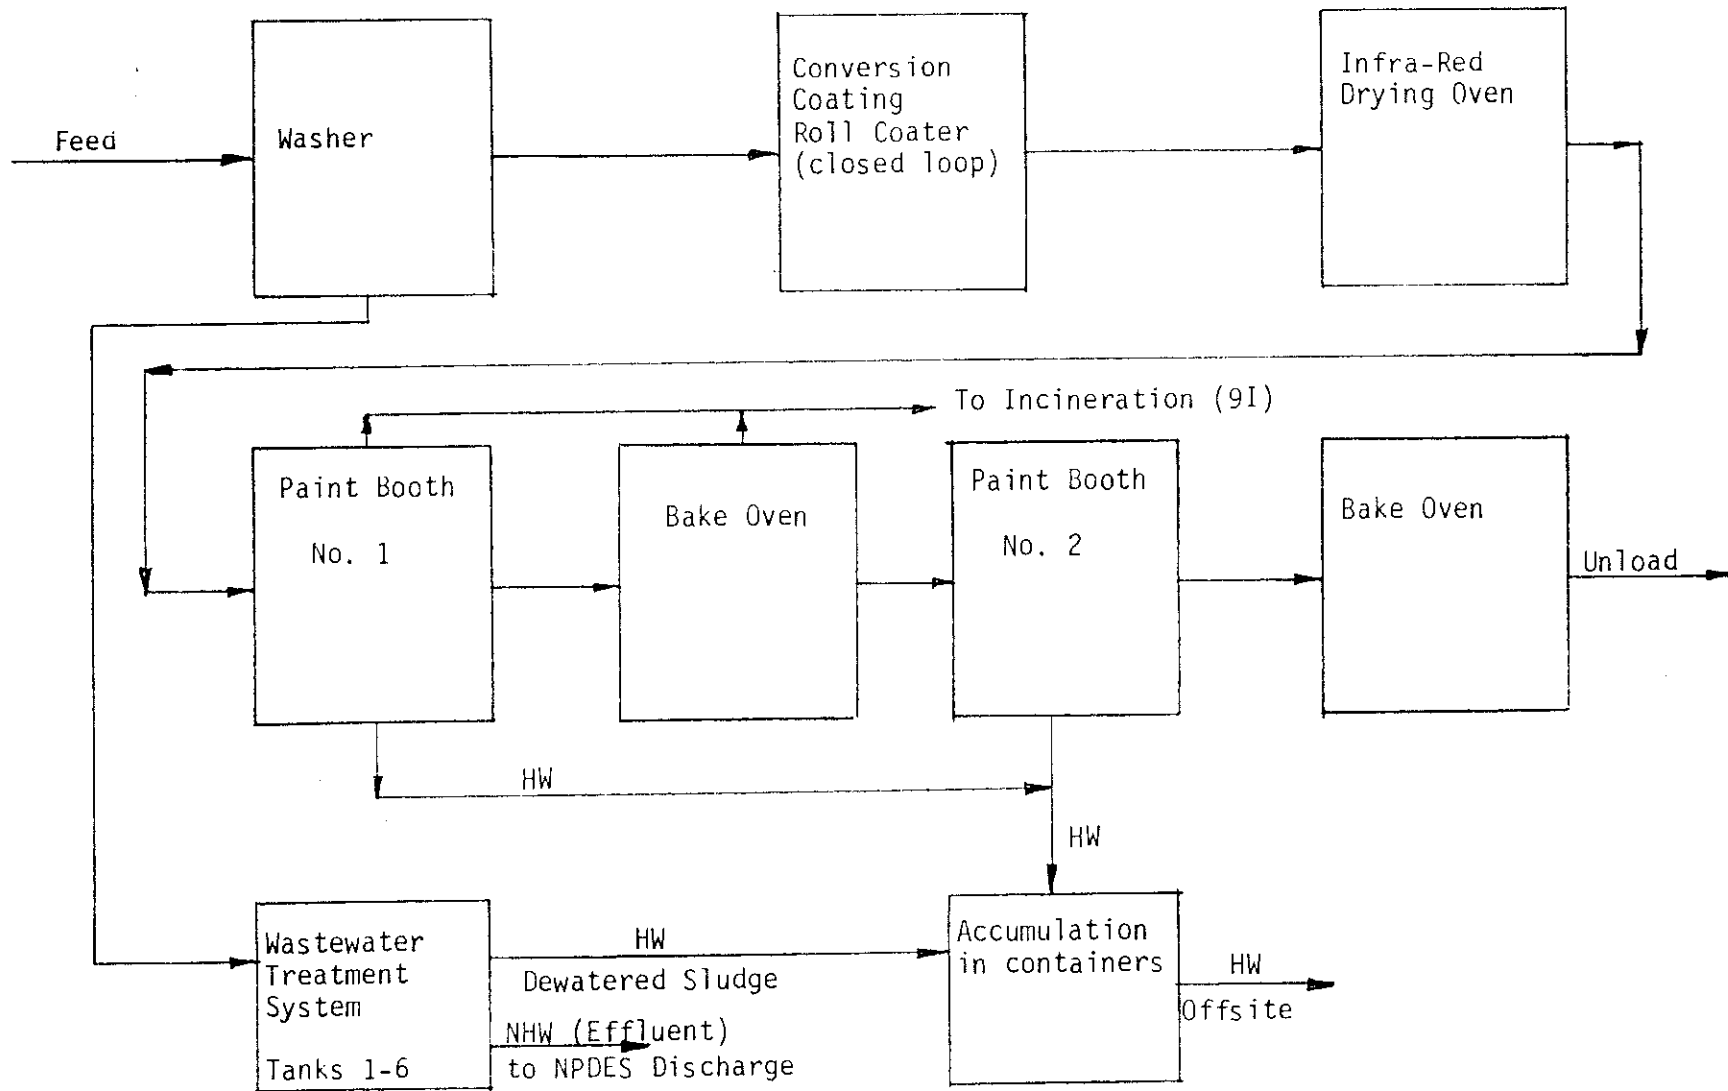 Feed
Washer
Conversion
Coating
Roll Coater
(closed loop)
Infra-Red
Drying Oven
To Incineration (9I)
Paint Booth
No. 1
Bake Oven
Paint Booth
No. 2
Bake Oven
Unload
HW
HW
Wastewater
Treatment
System
Tanks 1-6
HW
Dewatered Sludge
NHW (Effluent)
to NPDES Discharge
Accumulation
in containers
HW
Offsite